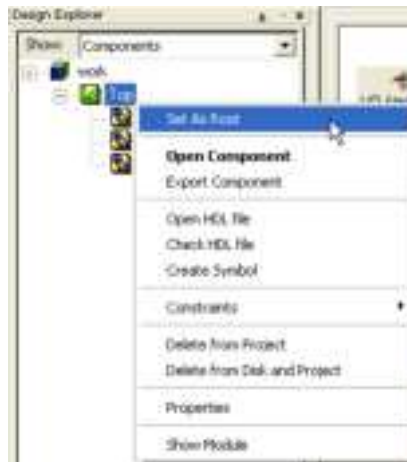 Design Explorer
Show: Components
work
Top
Set As Root
Open Component
Export Component
Open HDL file
Check HDL file
Create Symbol
Constraints
Delete from Project
Delete from Disk and Project
Properties
Show Module